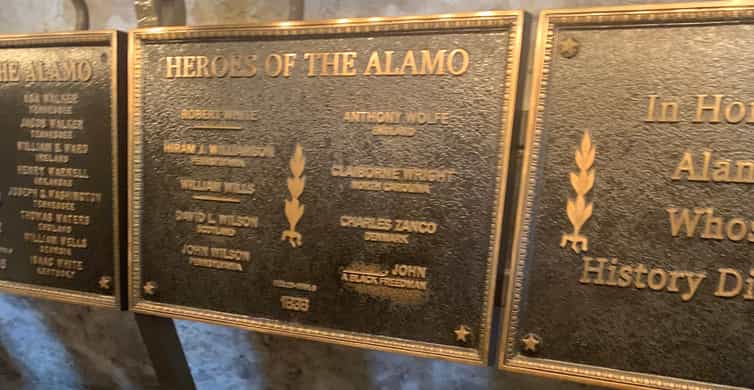 HE ALAMO
ASA WALKER
TENNESSEE
JACOB WALKER
TENNESSEE
WILLIAM B. WARD
IRELAND
HENRY WARNELL
ARKANSAS
JOSEPH G. WASHINGTON
TENNESSEE
THOMAS WATERS
ENGLAND
WILLIAM WELLS
ISAAC WHITE
KENTUCKY
HEROES OF THE ALAMO
ROBERT WHITE
HIRAM J. WILLIAMSON
PENNSYLVANIA
WILLIAM MILLS
DAVID L. WILSON
SCOTLAND
JOHN WILSON
PENNSYLVANIA
ANTHONY WOLFE
ENGLAND
CLAIBORNE WRIGHT
NORTH CAROLINA
CHARLES ZANCO
DENMARK
JOHN
A BLACK FREEDMAN
1836
In Ho
Alam
Whos
History Di